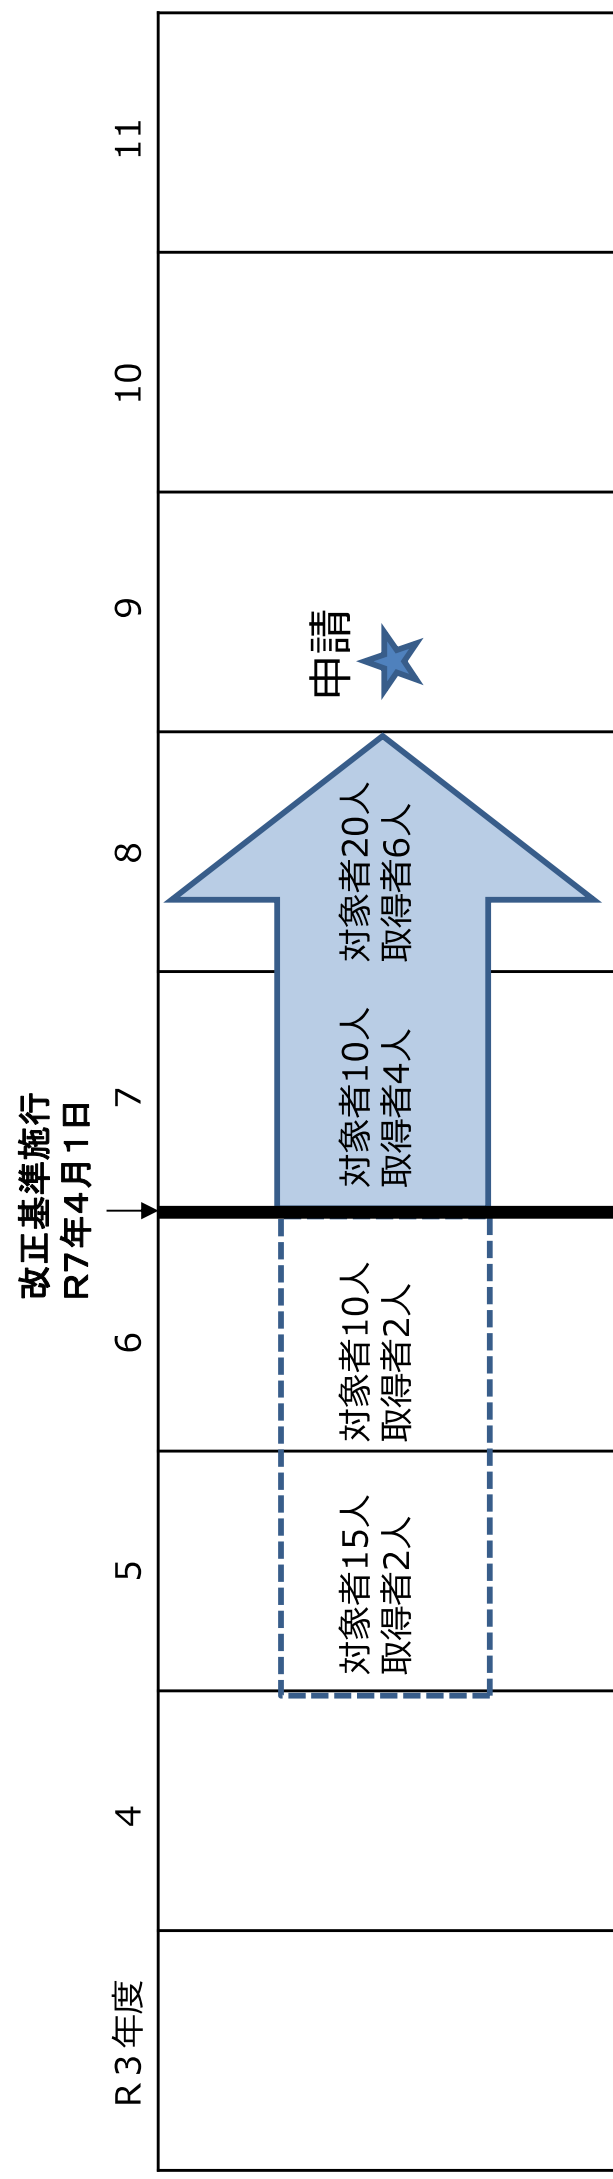 改正基準施行
R7年4月1日
R3年度
4
5
6
7
8
9
10
11
対象者15人
取得者2人
対象者10人
取得者2人
対象者10人
取得者4人
対象者20人
取得者6人
申請